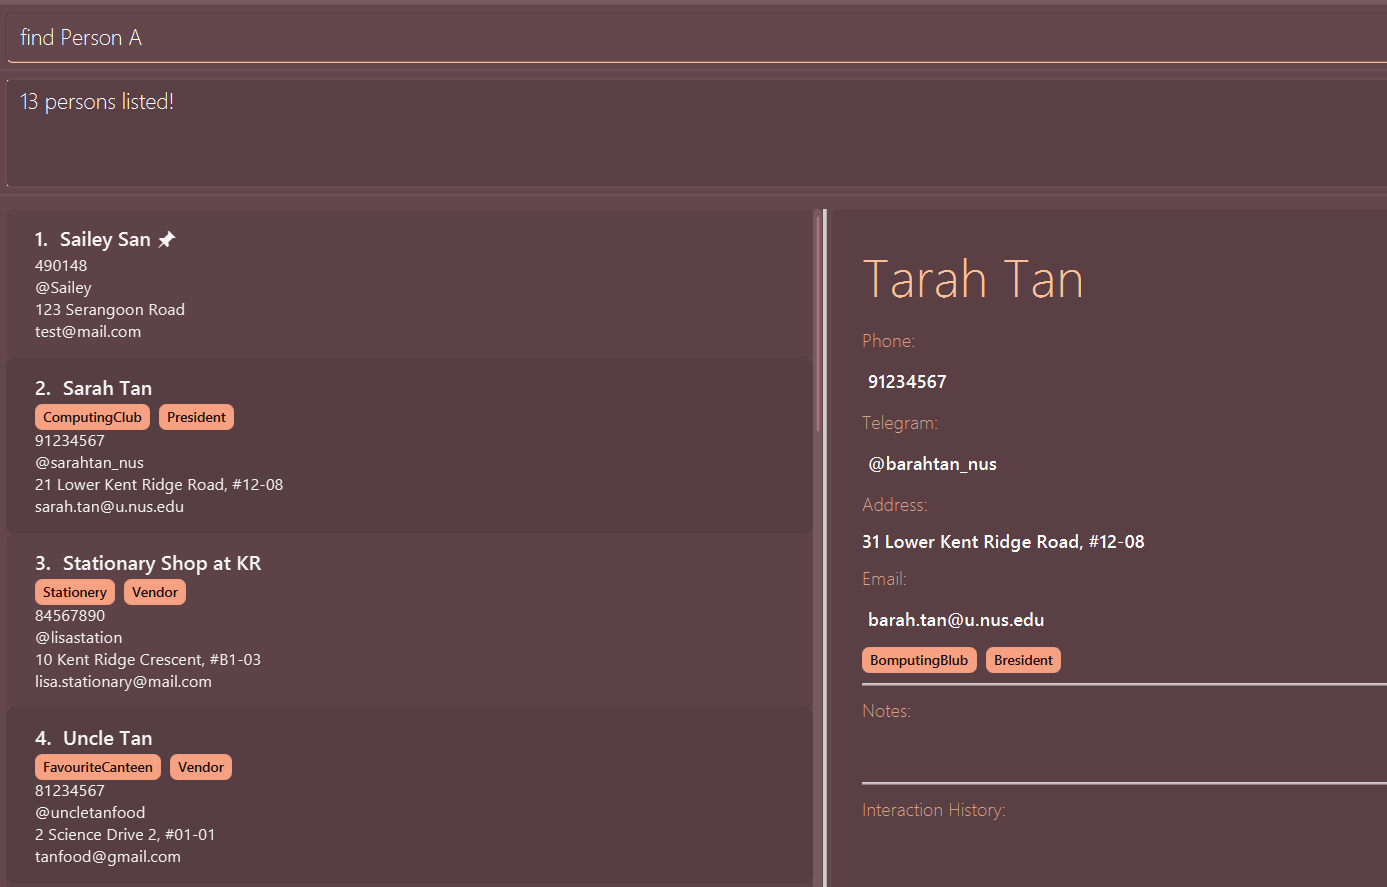 find Person A
13 persons listed!
1. Sailey San
490148
@Sailey
123 Serangoon Road
test@mail.com
2. Sarah Tan
ComputingClub President
91234567
@sarahtan_nus
21 Lower Kent Ridge Road, #12-08
sarah.tan@u.nus.edu
3. Stationary Shop at KR
Stationery Vendor
84567890
@lisastation
10 Kent Ridge Crescent, #B1-03
lisa.stationary@mail.com
4. Uncle Tan
FavouriteCanteen Vendor
81234567
@uncletanfood
2 Science Drive 2, #01-01
tanfood@gmail.com
Tarah Tan
Phone:
91234567
Telegram:
@barahtan_nus
Address:
31 Lower Kent Ridge Road, #12-08
Email:
barah.tan@u.nus.edu
BomputingBlub Bresident
Notes:
Interaction History: